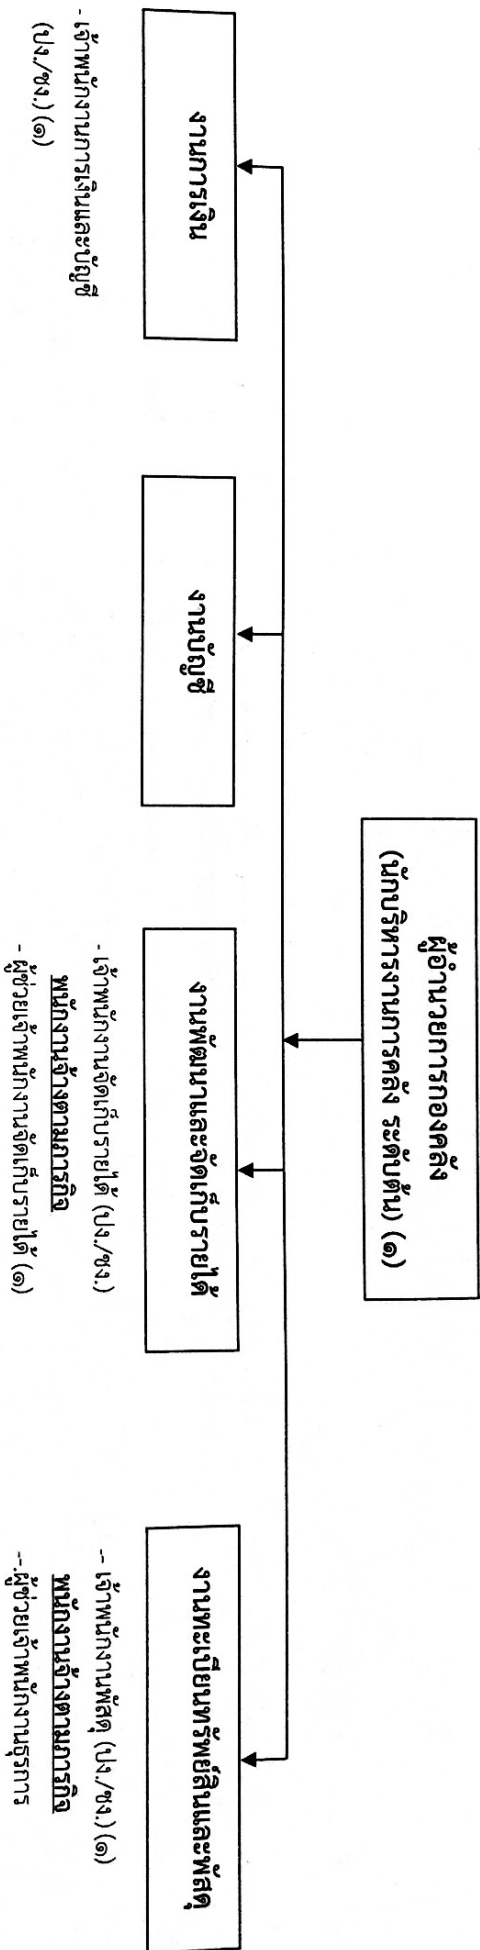 ผู้อำนวยการกองคลัง
(นักบริหารงานการคลัง ระดับต้น) (๑)
งานการเงิน
- เจ้าพนักงานการเงินและบัญชี
(ปง./ชง.) (๑)
งานบัญชี
งานพัฒนาและจัดเก็บรายได้
- เจ้าพนักงานจัดเก็บรายได้ (ปง./ชง.)
พนักงานจ้างตามภารกิจ
- ผู้ช่วยเจ้าพนักงานจัดเก็บรายได้ (๑)
งานทะเบียนทรัพย์สินและพัสดุ
-- เจ้าพนักงานพัสดุ (ปง./ชง.) (๑)
พนักงานจ้างตามภารกิจ
--.ผู้ช่วยเจ้าพนักงานธุรการ